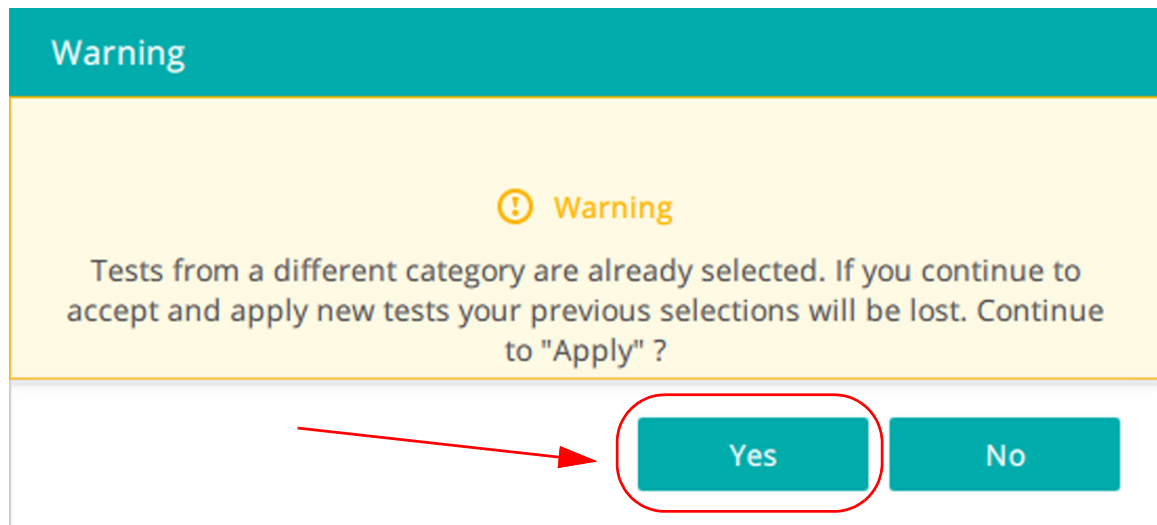 Warning
Warning
Tests from a different category are already selected. If you continue to
accept and apply new tests your previous selections will be lost. Continue
to "Apply" ?
Yes No